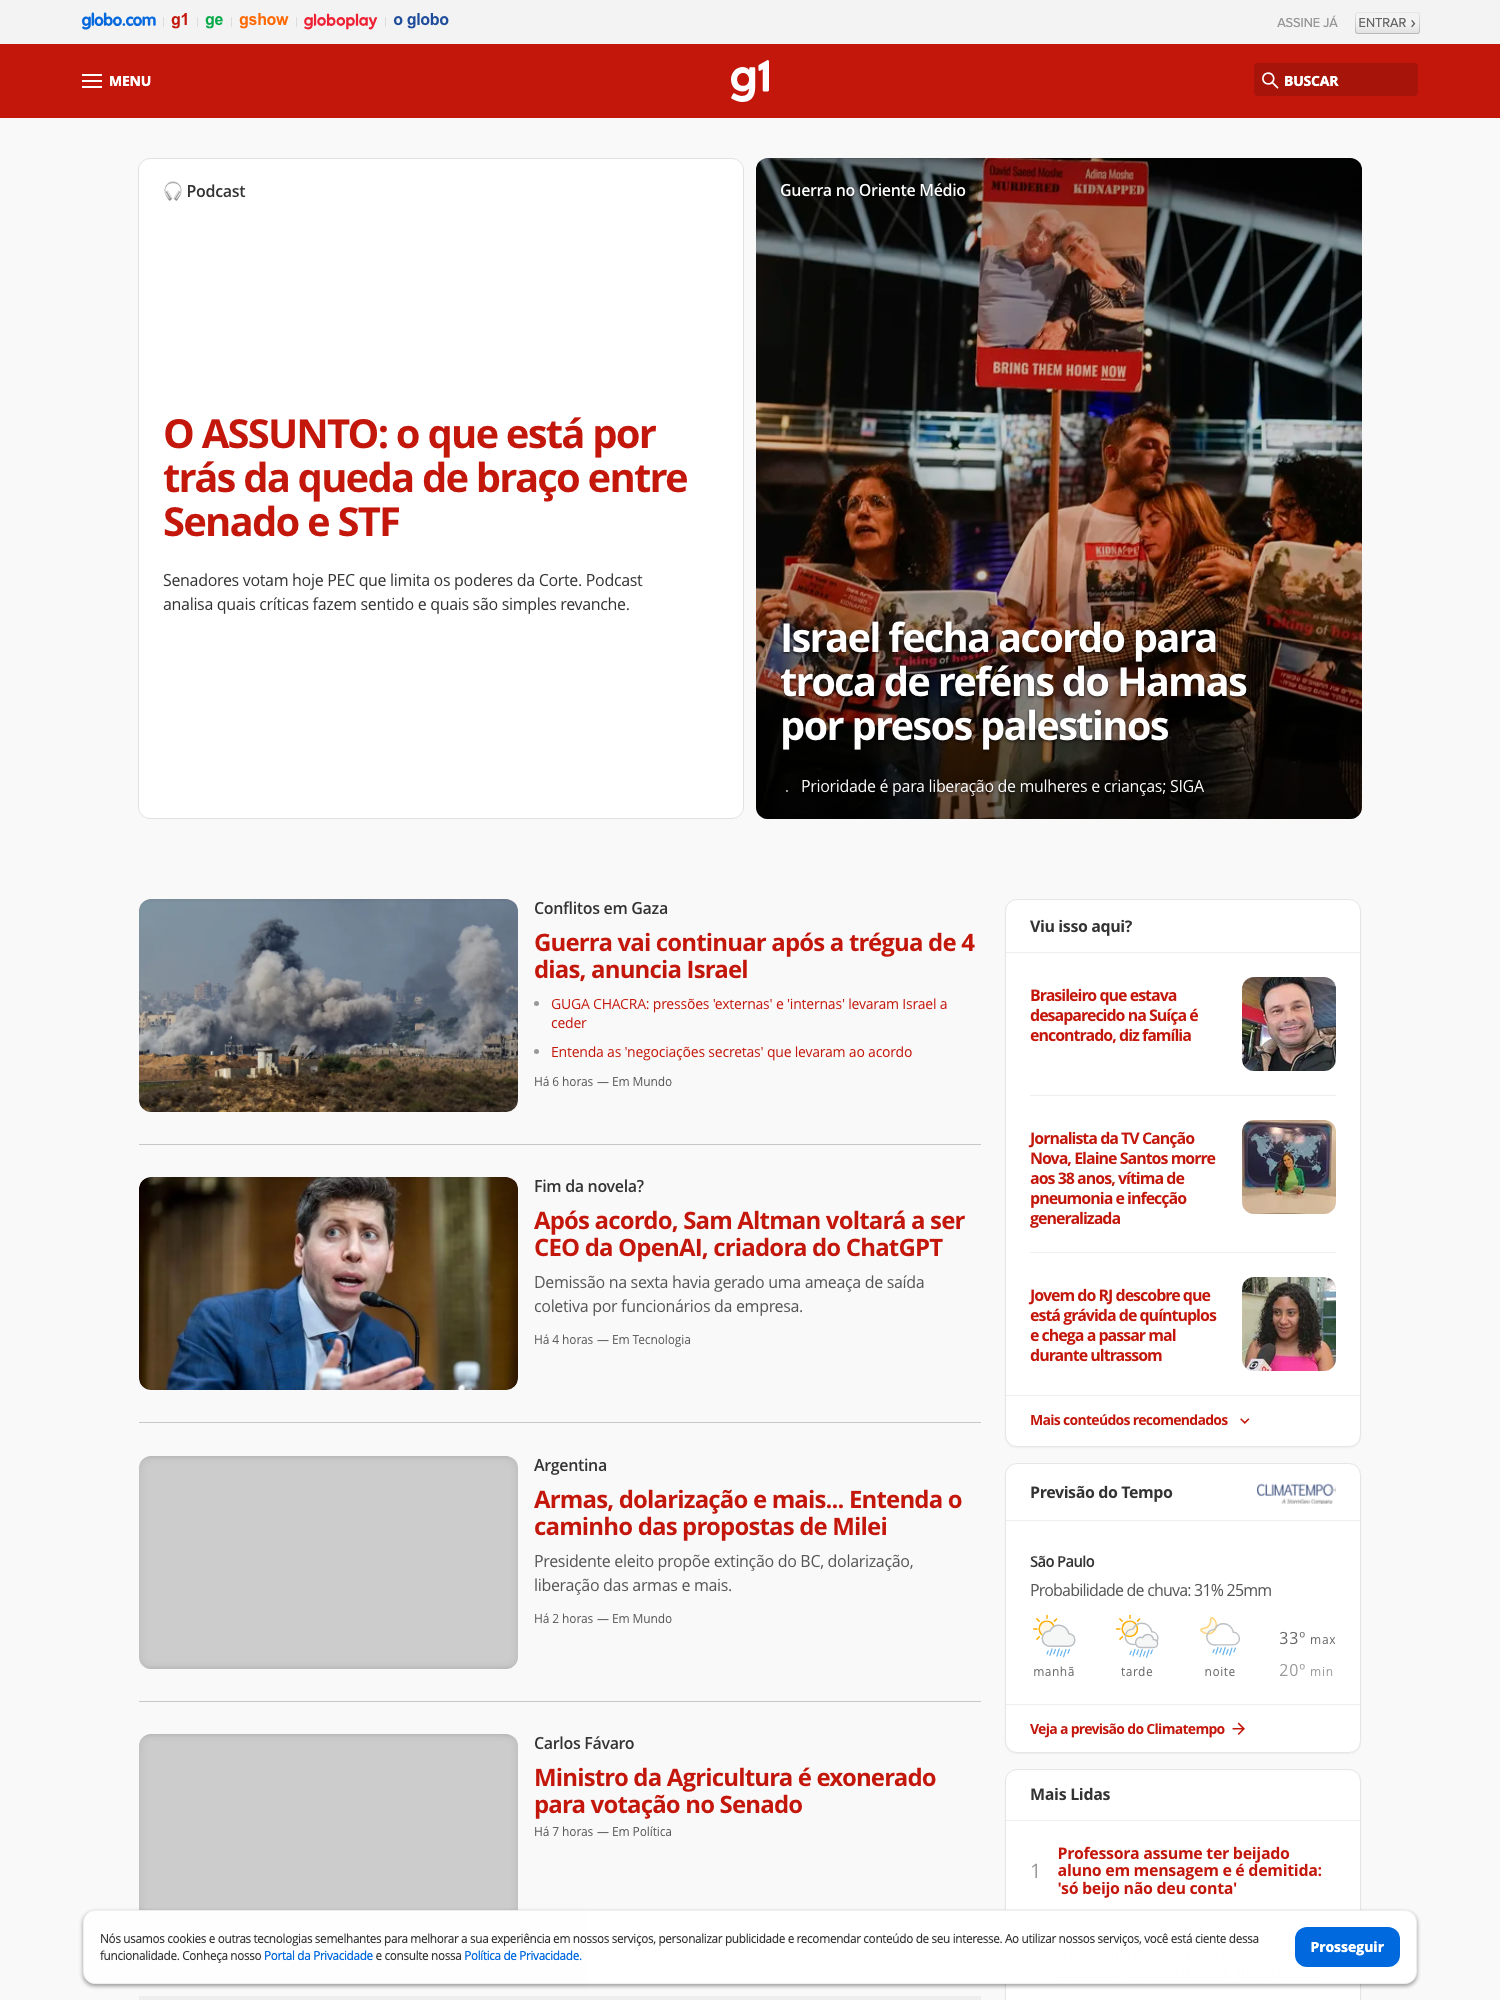 globo.com
g1
ge
gshow
globoplay
o globo
ASSINE JÁ
ENTRAR ›
MENU
g1
BUSCAR
Podcast
O ASSUNTO: o que está por
trás da queda de braço entre
Senado e STF
Senadores votam hoje PEC que limita os poderes da Corte. Podcast
analisa quais críticas fazem sentido e quais são simples revanche.
Guerra no Oriente Médio
David Saeed Moshe
Adina Moshe
MURDERED
KIDNAPPED
BRING THEM HOME NOW
KIDNAPPED
Israel fecha acordo para
troca de reféns do Hamas
por presos palestinos
. Prioridade é para liberação de mulheres e crianças; SIGA
Conflitos em Gaza
Guerra vai continuar após a trégua de 4
dias, anuncia Israel
• GUGA CHACRA: pressões 'externas' e 'internas' levaram Israel a
ceder
• Entenda as 'negociações secretas' que levaram ao acordo
Há 6 horas — Em Mundo
Fim da novela?
Após acordo, Sam Altman voltará a ser
CEO da OpenAI, criadora do ChatGPT
Demissão na sexta havia gerado uma ameaça de saída
coletiva por funcionários da empresa.
Há 4 horas — Em Tecnologia
Argentina
Armas, dolarização e mais... Entenda o
caminho das propostas de Milei
Presidente eleito propõe extinção do BC, dolarização,
liberação das armas e mais.
Há 2 horas — Em Mundo
Carlos Fávaro
Ministro da Agricultura é exonerado
para votação no Senado
Há 7 horas — Em Política
Viu isso aqui?
Brasileiro que estava
desaparecido na Suíça é
encontrado, diz família
Jornalista da TV Canção
Nova, Elaine Santos morre
aos 38 anos, vítima de
pneumonia e infecção
generalizada
Jovem do RJ descobre que
está grávida de quíntuplos
e chega a passar mal
durante ultrassom
Mais conteúdos recomendados
Previsão do Tempo
CLIMATEMPO
A StormGeo Company
São Paulo
Probabilidade de chuva: 31% 25mm
manhã
tarde
noite
33º max
20º min
Veja a previsão do Climatempo
Mais Lidas
1
Professora assume ter beijado
aluno em mensagem e é demitida:
'só beijo não deu conta'
Nós usamos cookies e outras tecnologias semelhantes para melhorar a sua experiência em nossos serviços, personalizar publicidade e recomendar conteúdo de seu interesse. Ao utilizar nossos serviços, você está ciente dessa
funcionalidade. Conheça nosso Portal da Privacidade e consulte nossa Política de Privacidade.
Prosseguir